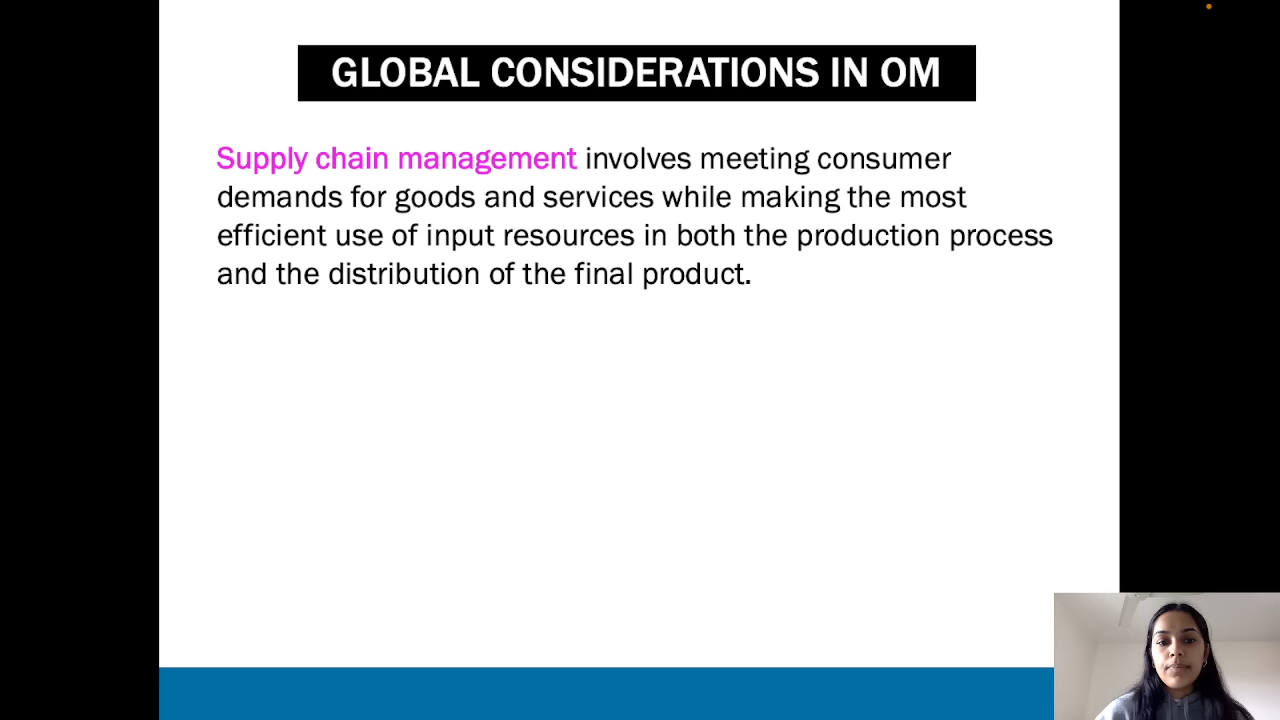 GLOBAL CONSIDERATIONS IN OM
Supply chain management involves meeting consumer
demands for goods and services while making the most
efficient use of input resources in both the production process
and the distribution of the final product.